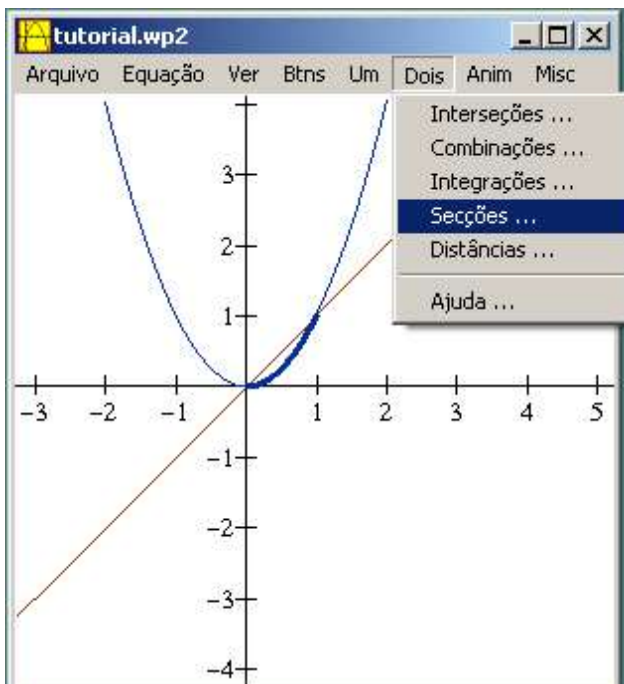 tutorial.wp2
Arquivo Equação Ver Btns Um Dois Anim Misc
Interseções ...
Combinações ...
Integrações ...
Secções ...
Distâncias ...
Ajuda ...
3
2
1
-3 -2 -1 1 2 3 4 5
-1
-2
-3
-4